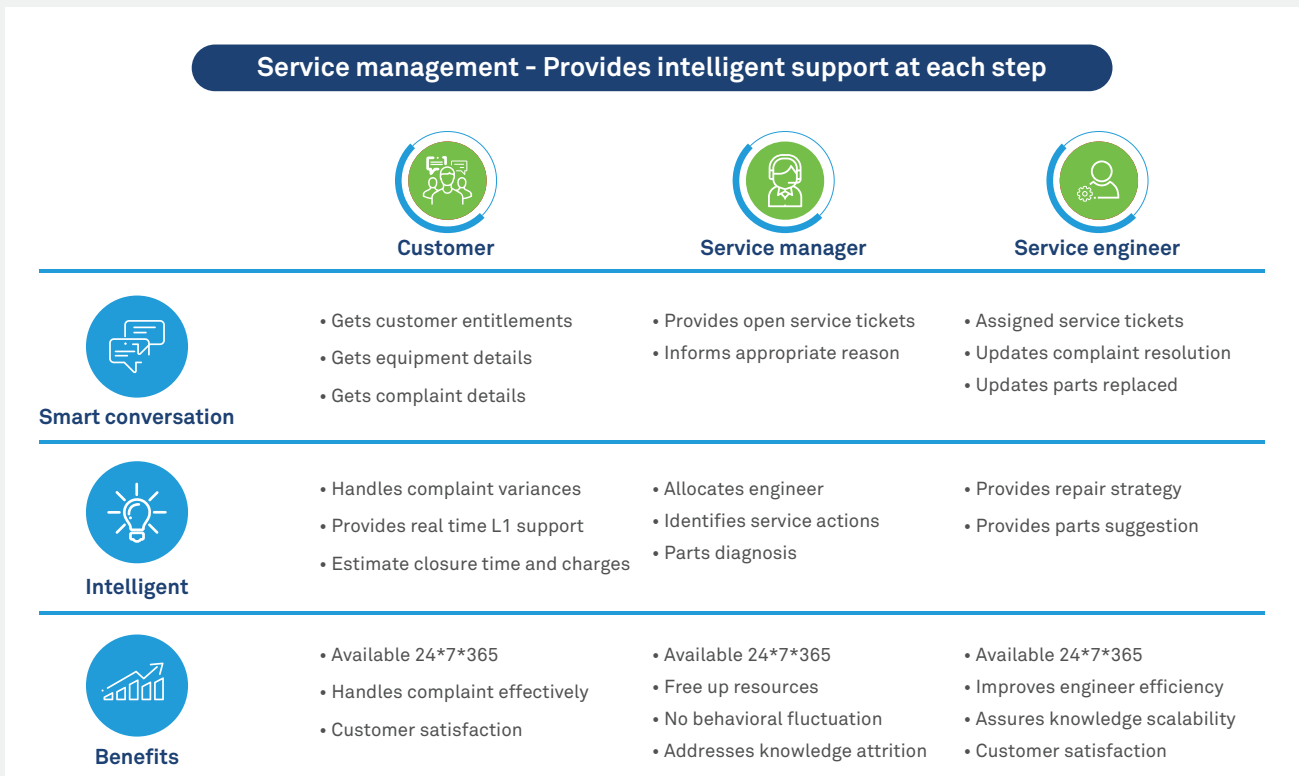 Service management - Provides intelligent support at each step
Customer
Service manager
Service engineer
Smart conversation
• Gets customer entitlements
• Gets equipment details
• Gets complaint details
• Provides open service tickets
• Informs appropriate reason
• Assigned service tickets
• Updates complaint resolution
• Updates parts replaced
Intelligent
• Handles complaint variances
• Provides real time L1 support
• Estimate closure time and charges
• Allocates engineer
• Identifies service actions
• Parts diagnosis
• Provides repair strategy
• Provides parts suggestion
Benefits
• Available 24*7*365
• Handles complaint effectively
• Customer satisfaction
• Available 24*7*365
• Free up resources
• No behavioral fluctuation
• Addresses knowledge attrition
• Available 24*7*365
• Improves engineer efficiency
• Assures knowledge scalability
• Customer satisfaction